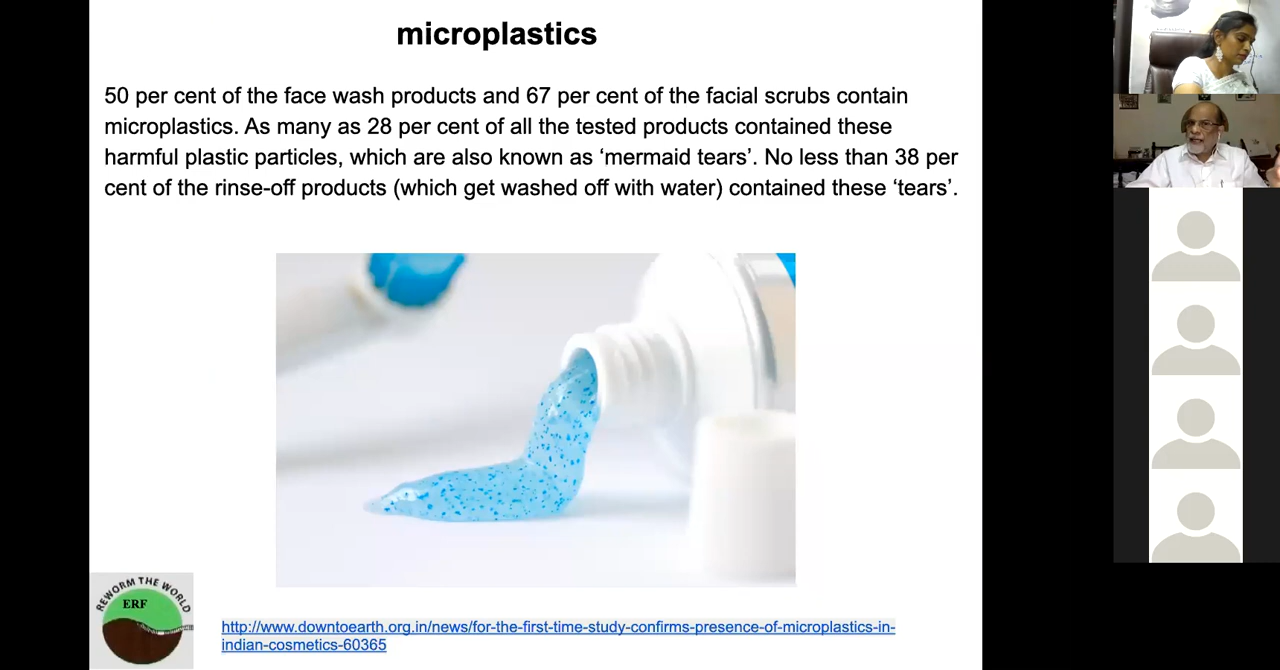 microplastics
50 per cent of the face wash products and 67 per cent of the facial scrubs contain
microplastics. As many as 28 per cent of all the tested products contained these
harmful plastic particles, which are also known as ‘mermaid tears’. No less than 38 per
cent of the rinse-off products (which get washed off with water) contained these ‘tears’.
REWORM THE WORLD
ERF
http://www.downtoearth.org.in/news/for-the-first-time-study-confirms-presence-of-microplastics-in-
indian-cosmetics-60365